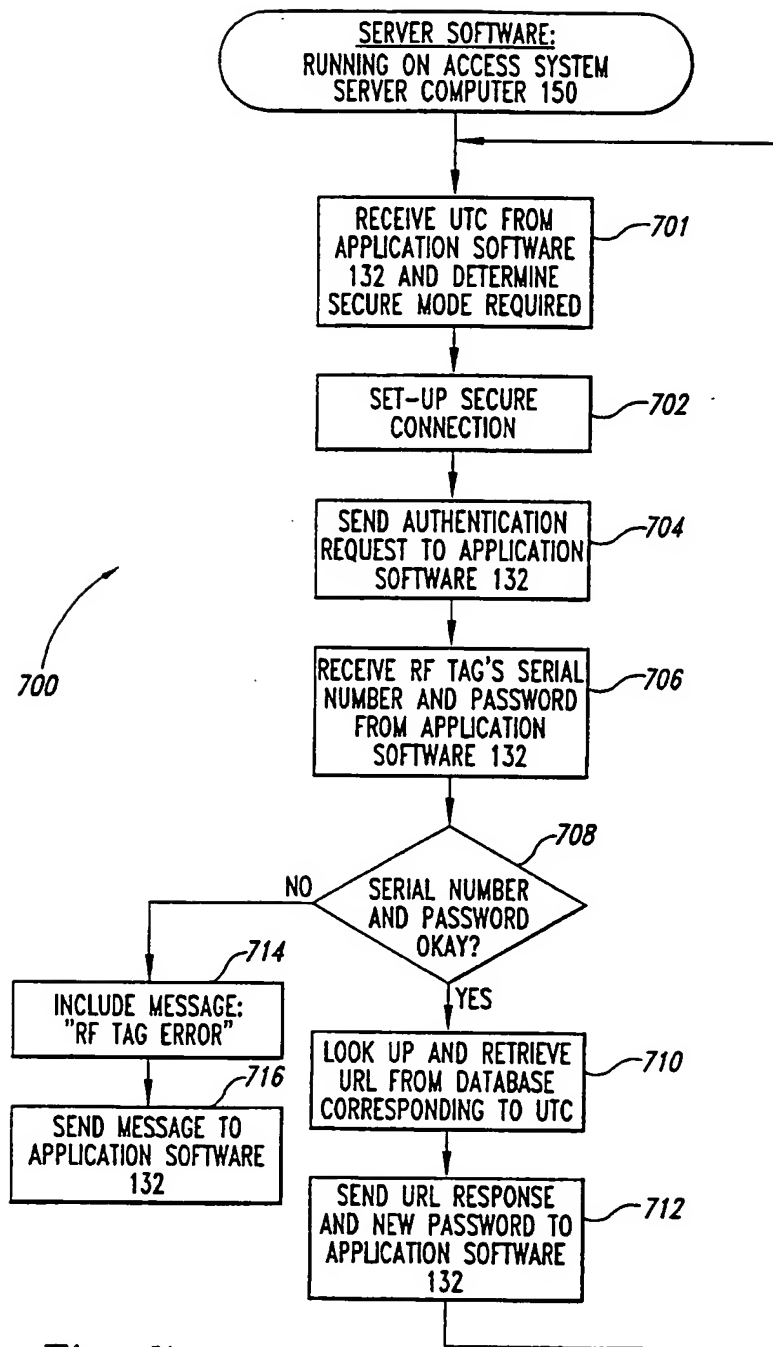 SERVER SOFTWARE:
RUNNING ON ACCESS SYSTEM
SERVER COMPUTER 150
RECEIVE UTC FROM
APPLICATION SOFTWARE
132 AND DETERMINE
SECURE MODE REQUIRED
701
SET-UP SECURE
CONNECTION
702
SEND AUTHENTICATION
REQUEST TO APPLICATION
SOFTWARE 132
704
700
RECEIVE RF TAG'S SERIAL
NUMBER AND PASSWORD
FROM APPLICATION
SOFTWARE 132
706
708
SERIAL NUMBER
AND PASSWORD
OKAY?
NO
YES
714
INCLUDE MESSAGE:
"RF TAG ERROR"
716
SEND MESSAGE TO
APPLICATION SOFTWARE
132
LOOK UP AND RETRIEVE
URL FROM DATABASE
CORRESPONDING TO UTC
710
SEND URL RESPONSE
AND NEW PASSWORD TO
APPLICATION SOFTWARE
132
712